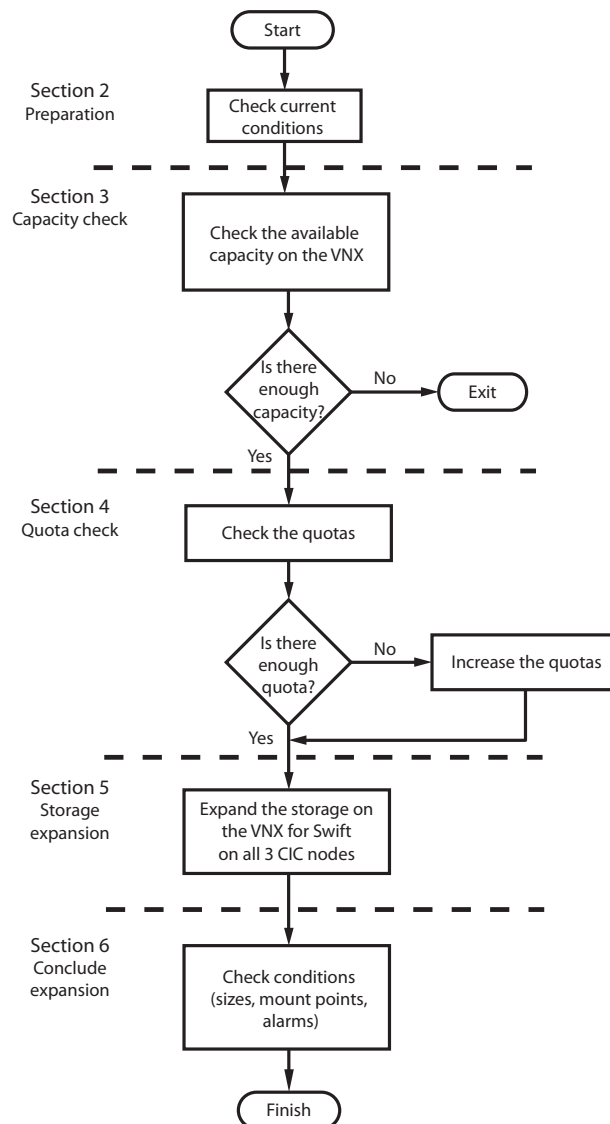 Start
Section 2
Preparation
Check current
conditions
Section 3
Capacity check
Check the available
capacity on the VNX
Is there
enough
capacity?
No
Exit
Yes
Section 4
Quota check
Check the quotas
Is there
enough
quota?
No
Increase the quotas
Yes
Section 5
Storage
expansion
Expand the storage on
the VNX for Swift
on all 3 CIC nodes
Section 6
Conclude
expansion
Check conditions
(sizes, mount points,
alarms)
Finish